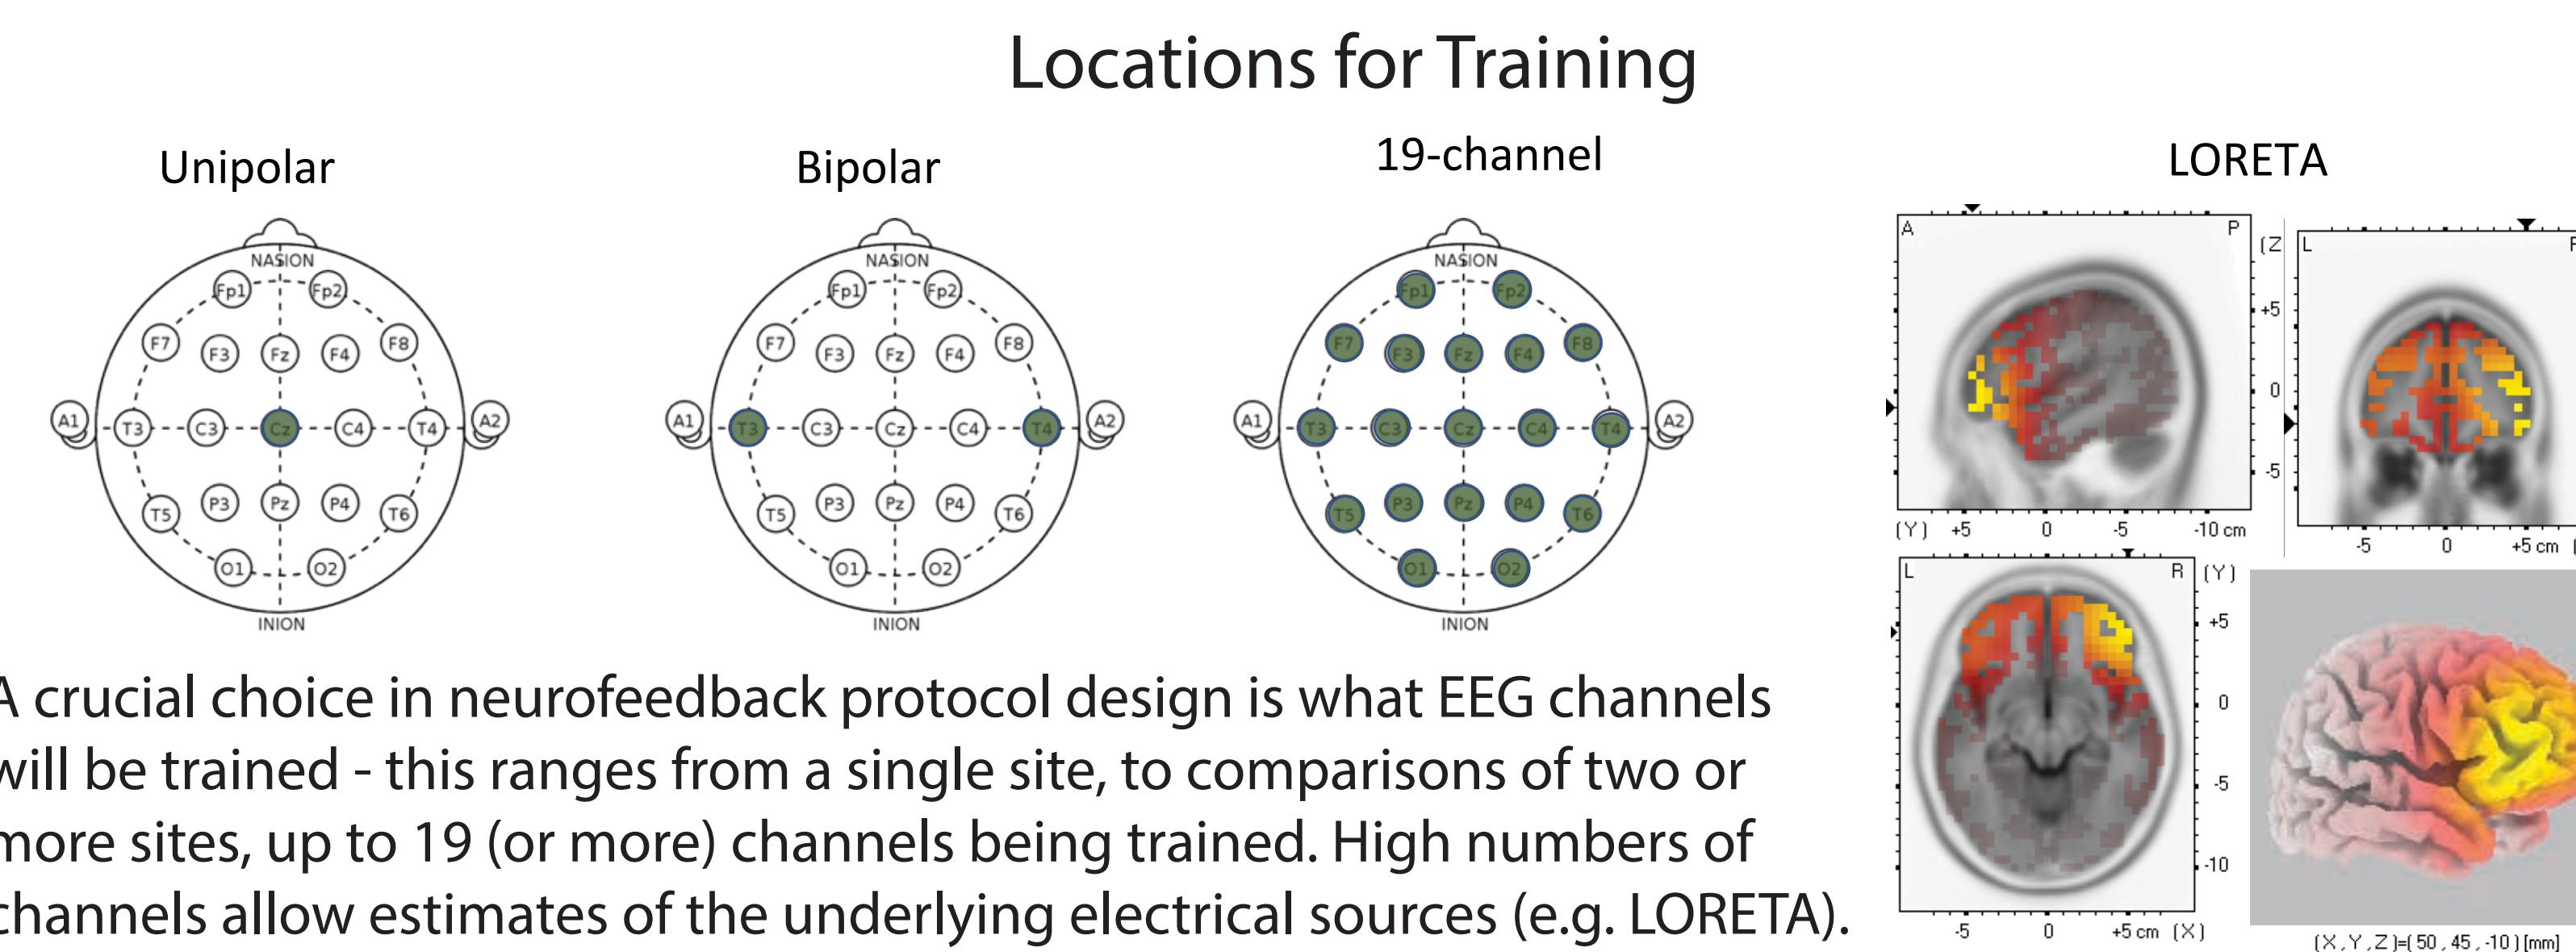 Locations for Training
Unipolar
Bipolar
19-channel
LORETA
NASION
Fp1 Fp2
F7 F3 Fz F4 F8
A1 T3 C3 Cz C4 T4 A2
T5 P3 Pz P4 T6
O1 O2
INION
NASION
Fp1 Fp2
F7 F3 Fz F4 F8
A1 T3 C3 Cz C4 T4 A2
T5 P3 Pz P4 T6
O1 O2
INION
NASION
Fp1 Fp2
F7 F3 Fz F4 F8
A1 T3 C3 Cz C4 T4 A2
T5 P3 Pz P4 T6
O1 O2
INION
A P (Z
+5
0
-5
(Y) +5 0 -5 -10 cm
L
-5 0 +5 cm
L R (Y)
+5
0
-5
-10
-5 0 +5 cm (X)
(X,Y,Z)=(50,45,-10)[mm]
A crucial choice in neurofeedback protocol design is what EEG channels
will be trained - this ranges from a single site, to comparisons of two or
more sites, up to 19 (or more) channels being trained. High numbers of
channels allow estimates of the underlying electrical sources (e.g. LORETA).